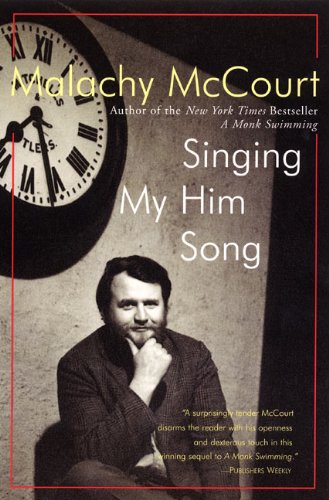 Malachy McCourt
Author of the New York Times Bestseller
A Monk Swimming
Singing
My Him
Song
"A surprisingly tender McCourt
disarms the reader with his openness
and dexterous touch in this
winning sequel to A Monk Swimming."
—PUBLISHERS WEEKLY